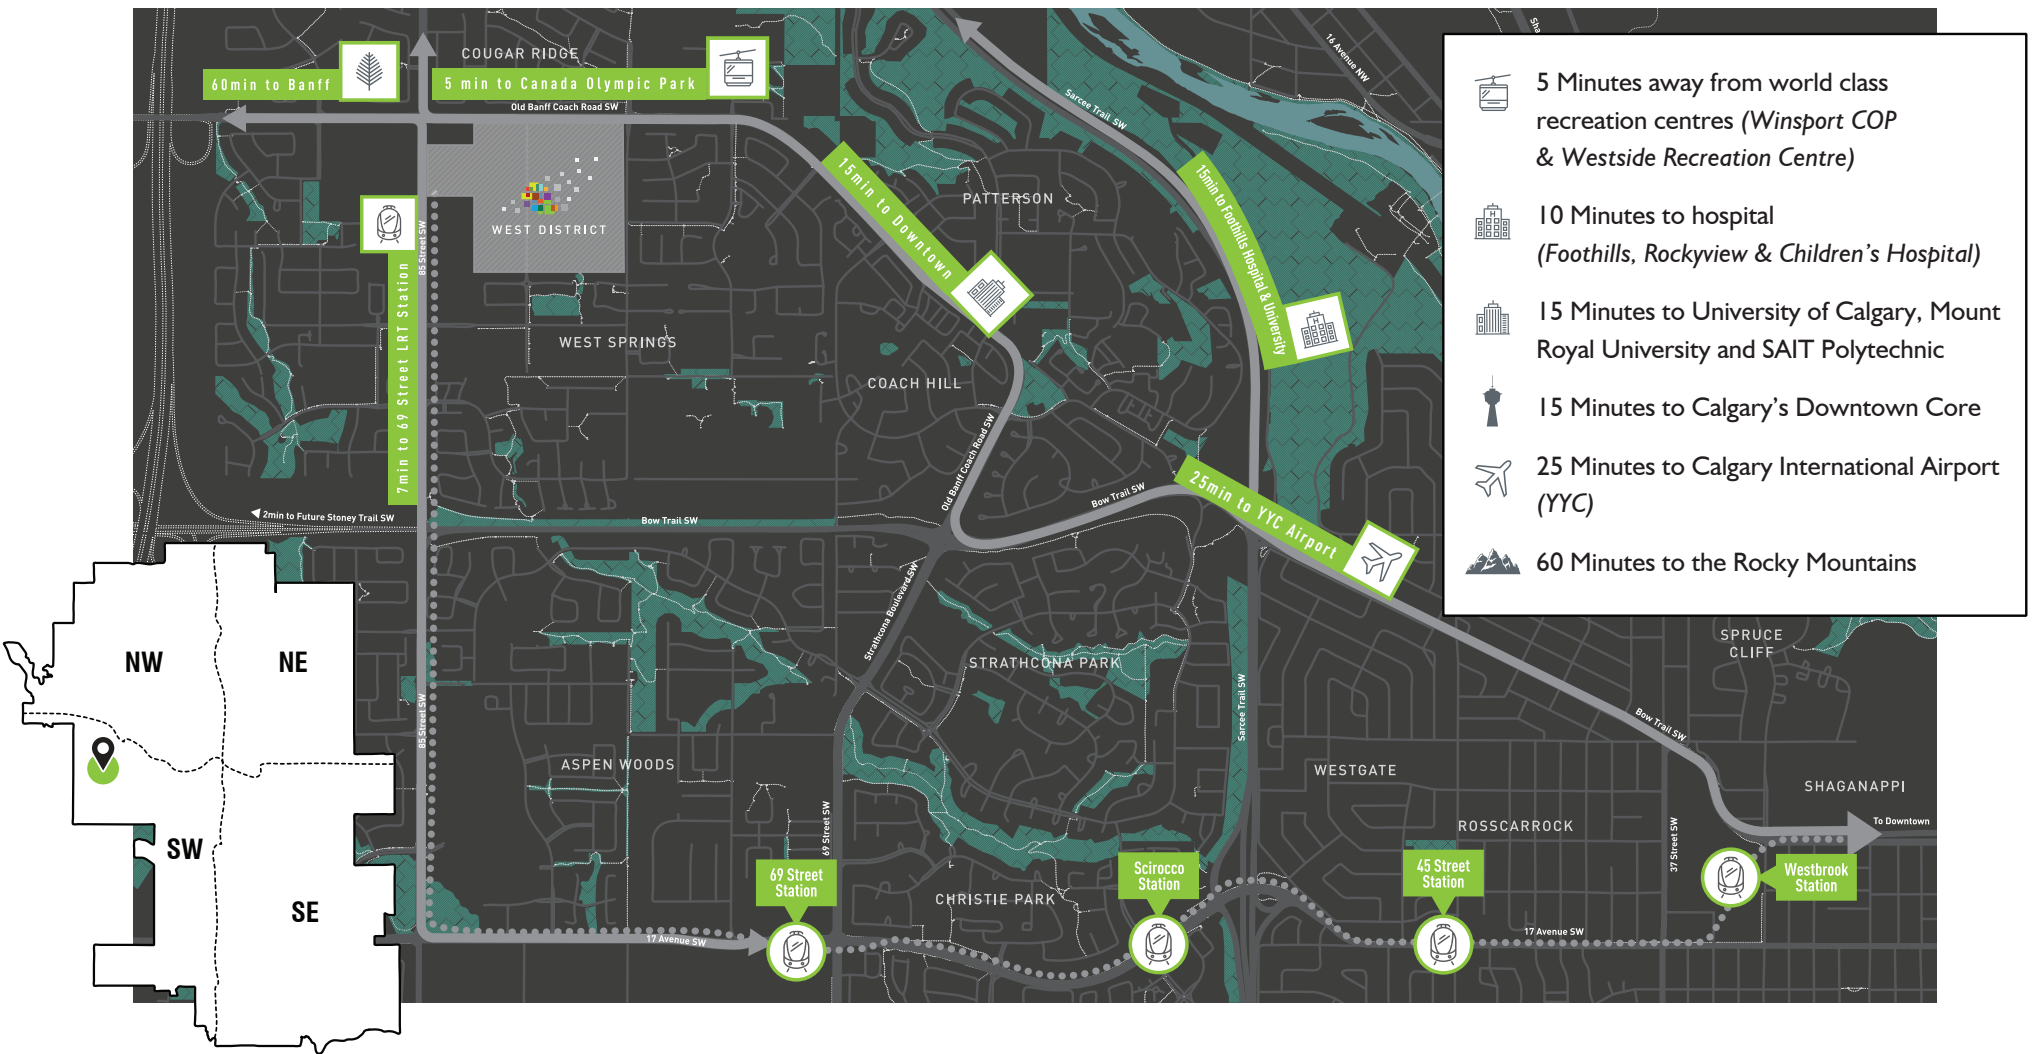 COUGAR RIDGE
60min to Banff
5 min to Canada Olympic Park
Old Banff Coach Road SW
Sarcee Trail SW
16 Avenue NW
Sha
15min to Downtown
15min to Foothills Hospital & University
PATTERSON
WEST DISTRICT
85 Street SW
7min to 69 Street LRT Station
WEST SPRINGS
COACH HILL
Old Banff Coach Road SW
Bow Trail SW
25min to YYC Airport
2min to Future Stoney Trail SW
Bow Trail SW
Strathcona Boulevard SW
STRATHCONA PARK
Sarcee Trail SW
SPRUCE
CLIFF
Bow Trail SW
85 Street SW
ASPEN WOODS
69 Street SW
WESTGATE
SHAGANAPPI
ROSSCARROCK
37 Street SW
To Downtown
69 Street
Station
CHRISTIE PARK
Scirocco
Station
45 Street
Station
Westbrook
Station
17 Avenue SW
17 Avenue SW
NW
NE
SW
SE
5 Minutes away from world class
recreation centres (Winsport COP
& Westside Recreation Centre)
10 Minutes to hospital
(Foothills, Rockyview & Children's Hospital)
15 Minutes to University of Calgary, Mount
Royal University and SAIT Polytechnic
15 Minutes to Calgary's Downtown Core
25 Minutes to Calgary International Airport
(YYC)
60 Minutes to the Rocky Mountains
H
H